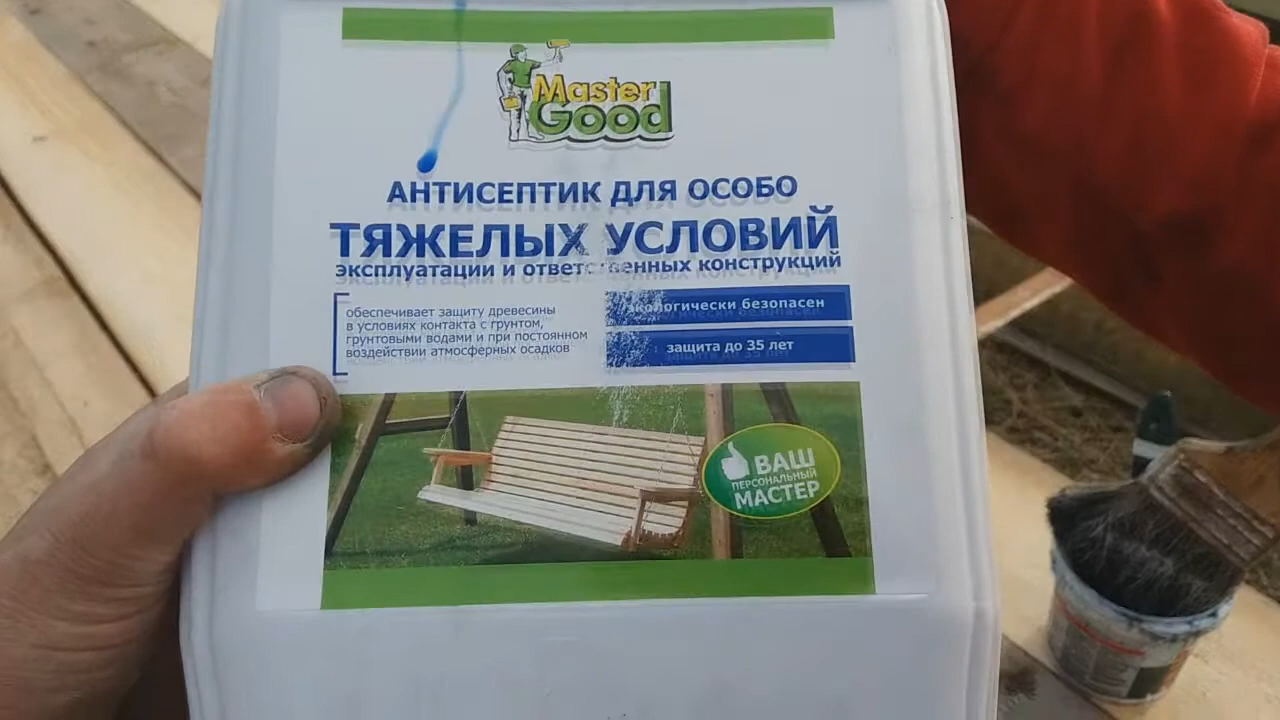 Master
Good
АНТИСЕПТИК ДЛЯ ОСОБО
ТЯЖЕЛЫХ УСЛОВИЙ
эксплуатации и ответственных конструкций
обеспечивает защиту древесины
в условиях контакта с грунтом,
грунтовыми водами и при постоянном
воздействии атмосферных осадков
экологически безопасен
защита до 35 лет
ВАШ
ПЕРСОНАЛЬНЫЙ
МАСТЕР